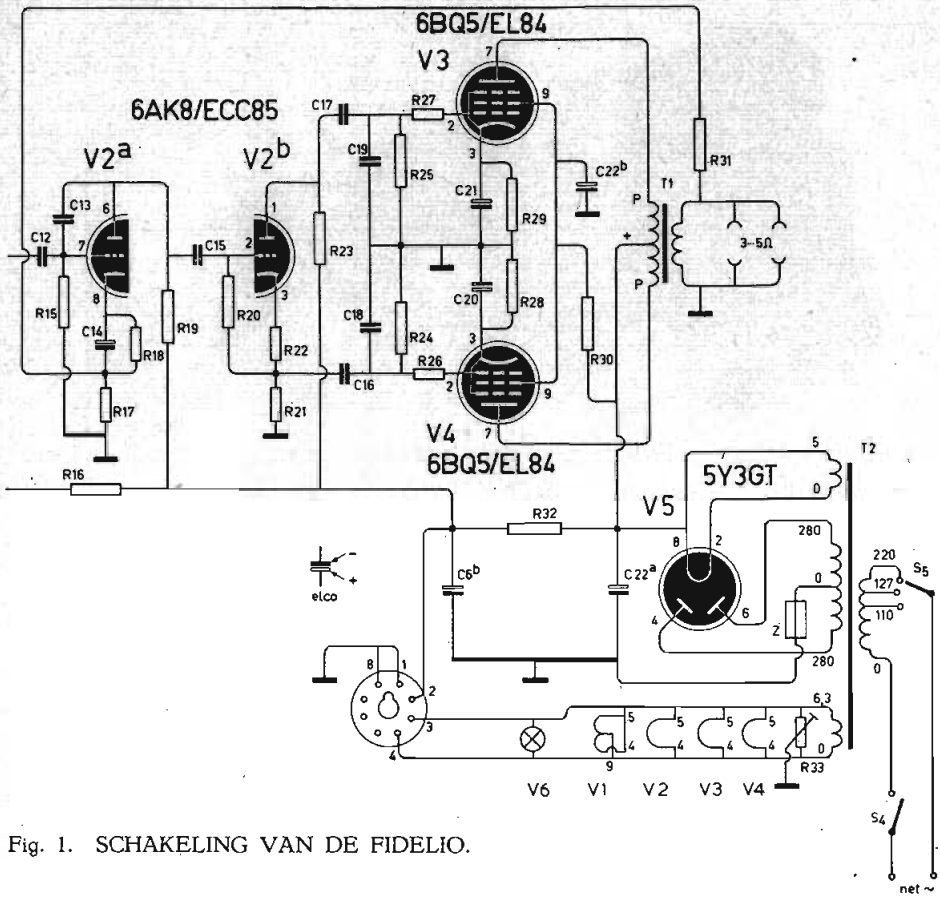 6BQ5/EL84
7
V3
9
C17
R27
2
6AK8/ECC85
3
V2a
V2b
C19
R25
C21
R29
C22b
R31
T1
P
+
P
3-5Ω
C13
6
C12
7
8
C15
1
2
3
R23
R15
C14
R18
R19
R20
R22
C18
R24
C20
R28
R30
3
R26
C16
2
9
R17
R21
V4
7
6BQ5/EL84
R16
R32
V5
5Y3GT
5
0
T2
8
2
280
0
280
220
127
110
0
S5
-
+
elco
C6b
C22a
4
6
Z
8
1
2
3
4
6,3
0
5
4
9
5
4
5
4
5
4
R33
V6
V1
V2
V3
V4
S4
net ~
Fig. 1. SCHAKELING VAN DE FIDELIO.